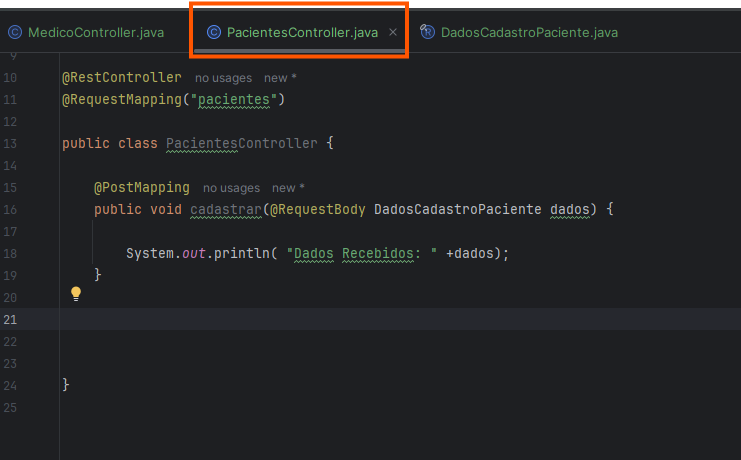 MedicoController.java PacientesController.java DadosCadastroPaciente.java
9
10 @RestController no usages new *
11 @RequestMapping("pacientes")
12
13 public class PacientesController {
14
15 @PostMapping no usages new *
16 public void cadastrar(@RequestBody DadosCadastroPaciente dados) {
17
18 System.out.println( "Dados Recebidos: " +dados);
19 }
20
21
22
23
24 }
25